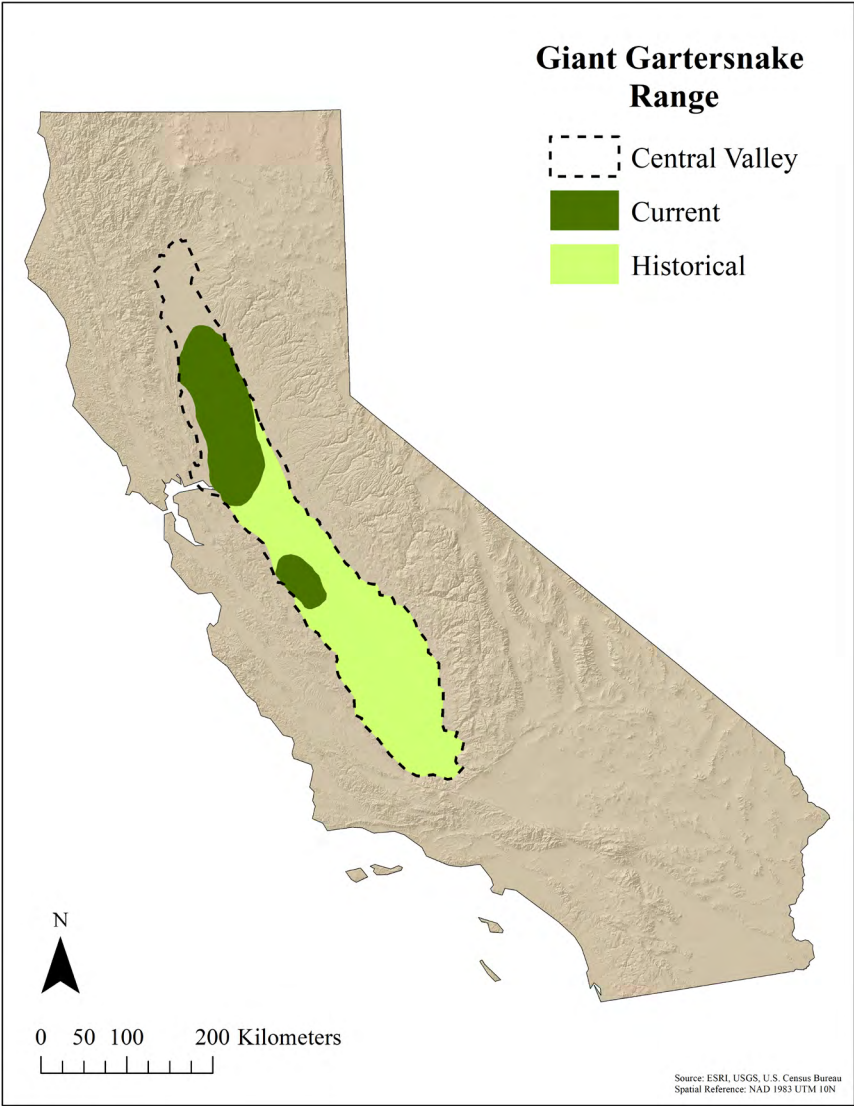 Giant Gartersnake
Range
Central Valley
Current
Historical
N
0 50 100 200 Kilometers
Source: ESRI, USGS, U.S. Census Bureau
Spatial Reference: NAD 1983 UTM 10N